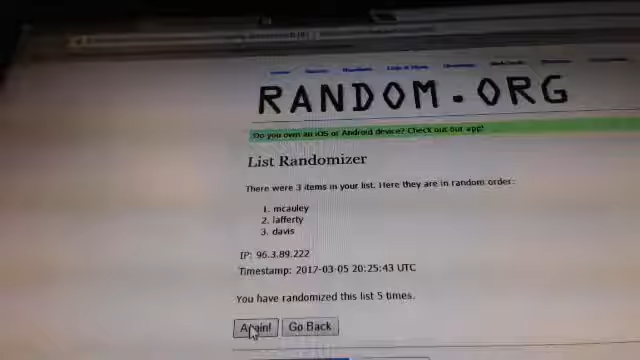 RANDOM.ORG
Do you own an iOS or Android device? Check out our app!
List Randomizer
There were 3 items in your list. Here they are in random order:
1. mcauley
2. lafferty
3. davis
IP: 96.3.89.222
Timestamp: 2017-03-05 20:25:43 UTC
You have randomized this list 5 times.
Again! Go Back